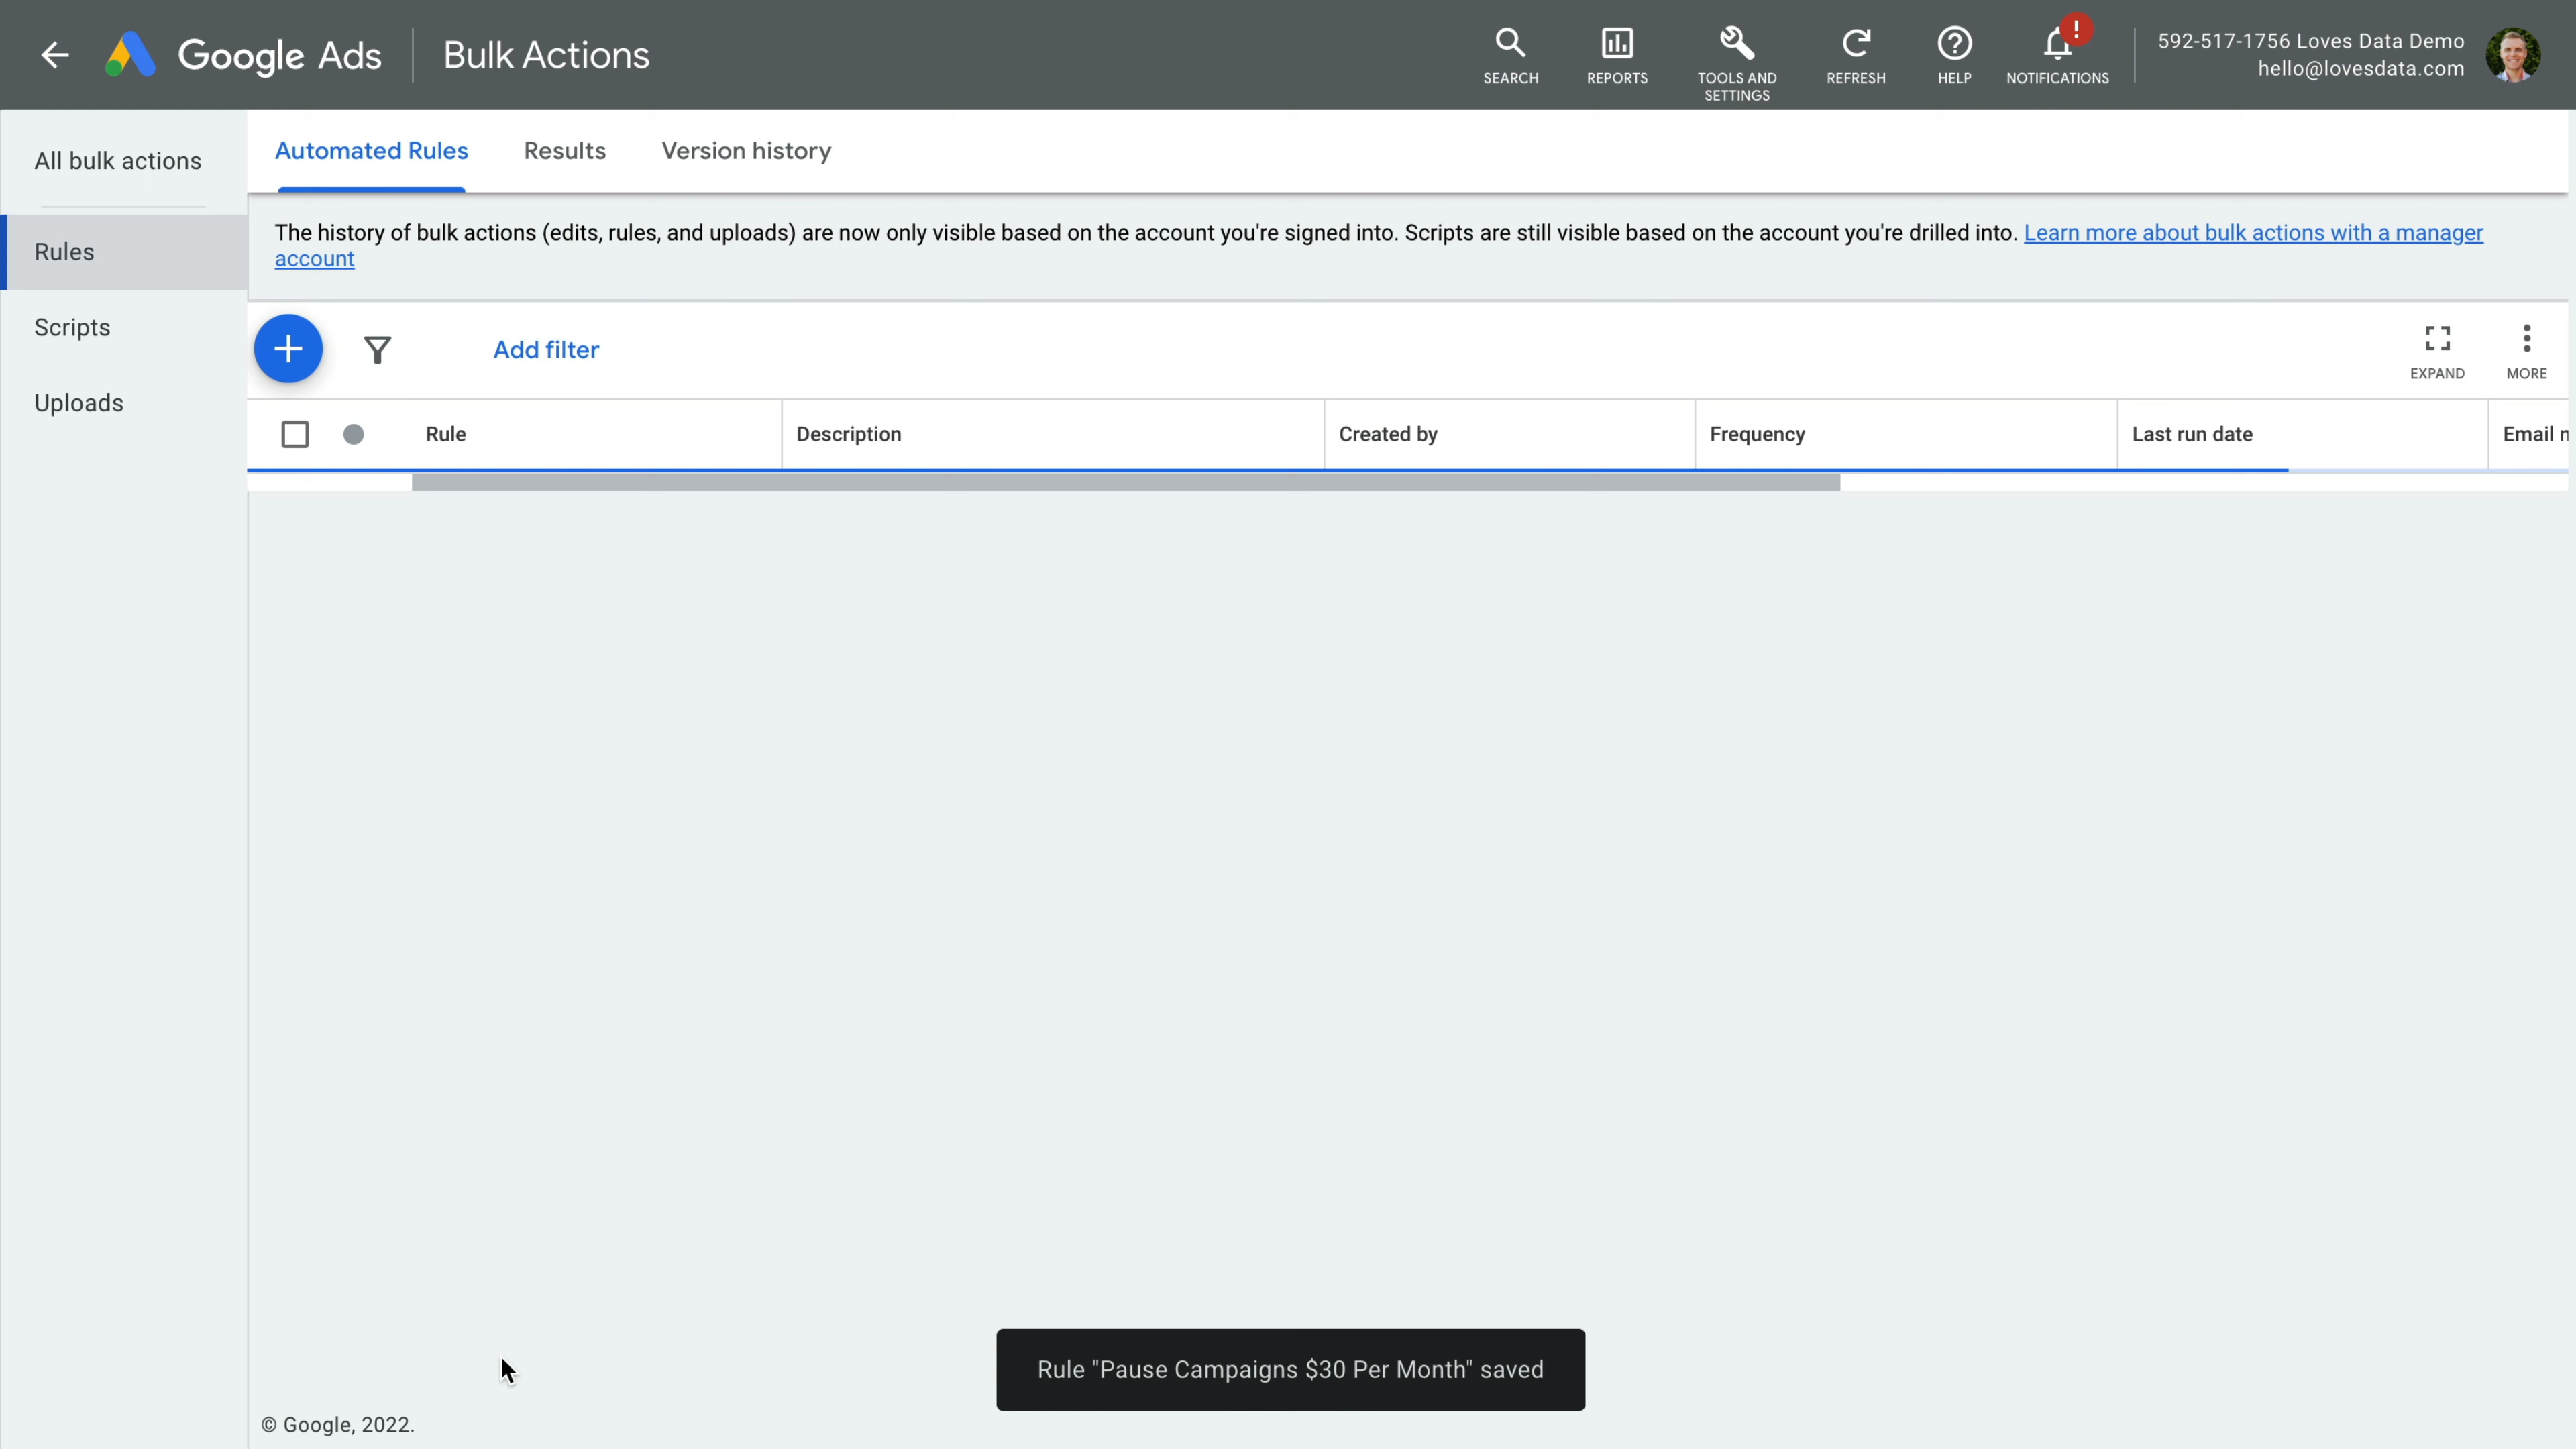 Google Ads
Bulk Actions
SEARCH
REPORTS
TOOLS AND
SETTINGS
REFRESH
HELP
!
NOTIFICATIONS
592-517-1756 Loves Data Demo
hello@lovesdata.com
All bulk actions
Rules
Scripts
Uploads
Automated Rules
Results
Version history
The history of bulk actions (edits, rules, and uploads) are now only visible based on the account you're signed into. Scripts are still visible based on the account you're drilled into. Learn more about bulk actions with a manager
account
Add filter
EXPAND
MORE
Rule
Description
Created by
Frequency
Last run date
Email
Rule "Pause Campaigns $30 Per Month" saved
© Google, 2022.